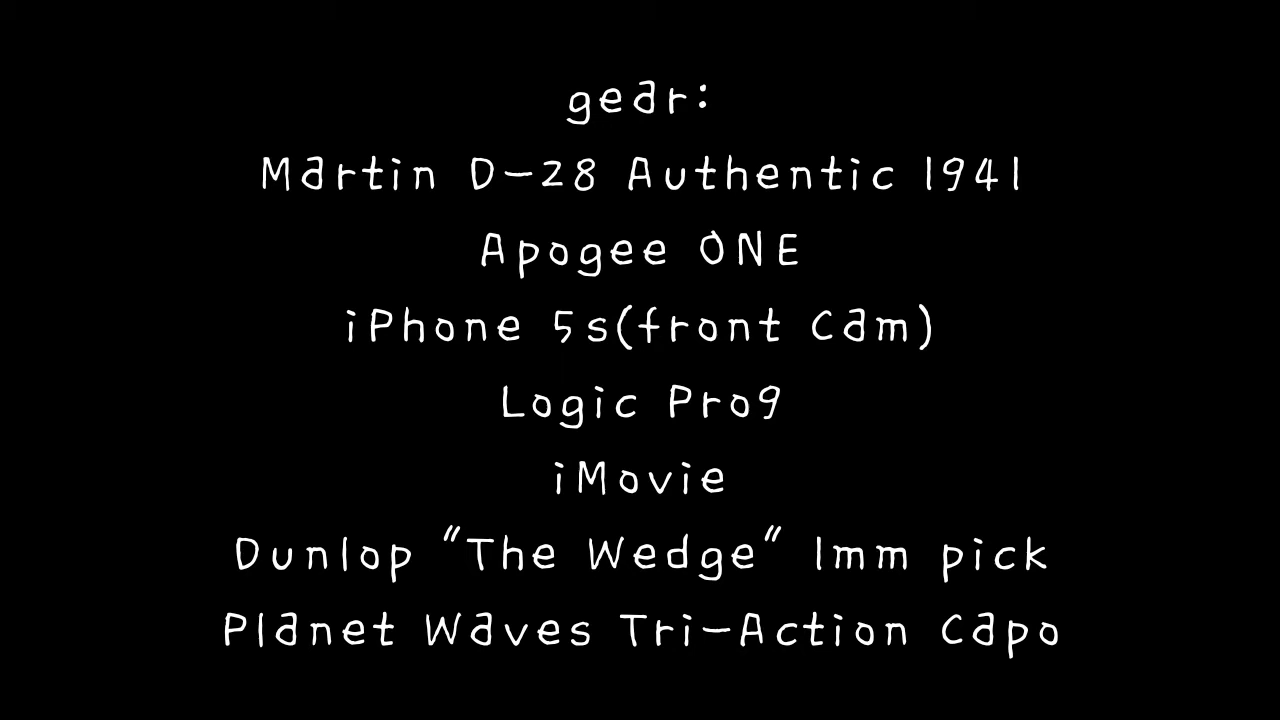 gear:
Martin D-28 Authentic 1941
Apogee ONE
iPhone 5s(front cam)
Logic Pro9
iMovie
Dunlop "The Wedge" 1mm pick
Planet Waves Tri-Action Capo